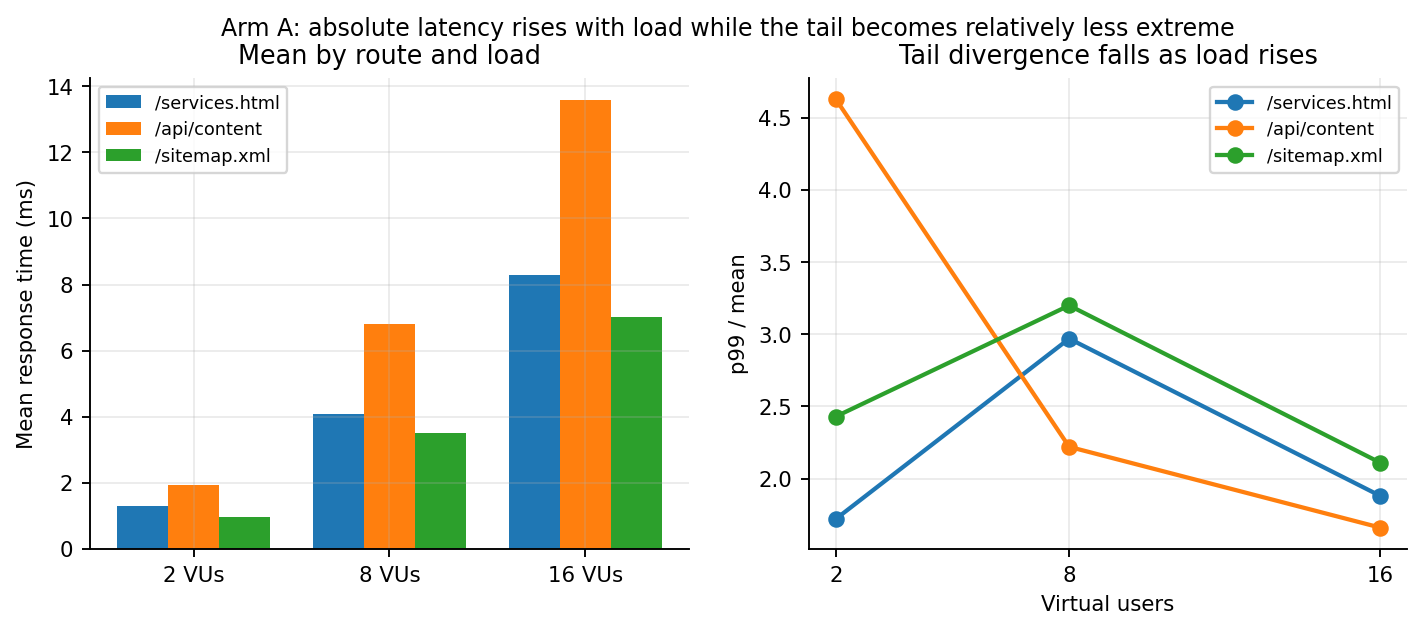 Arm A: absolute latency rises with load while the tail becomes relatively less extreme
Mean by route and load
Mean response time (ms)
14
12
10
8
6
4
2
0
/services.html
/api/content
/sitemap.xml
2 VUs
8 VUs
16 VUs
Tail divergence falls as load rises
p99 / mean
4.5
4.0
3.5
3.0
2.5
2.0
/services.html
/api/content
/sitemap.xml
2
8
16
Virtual users